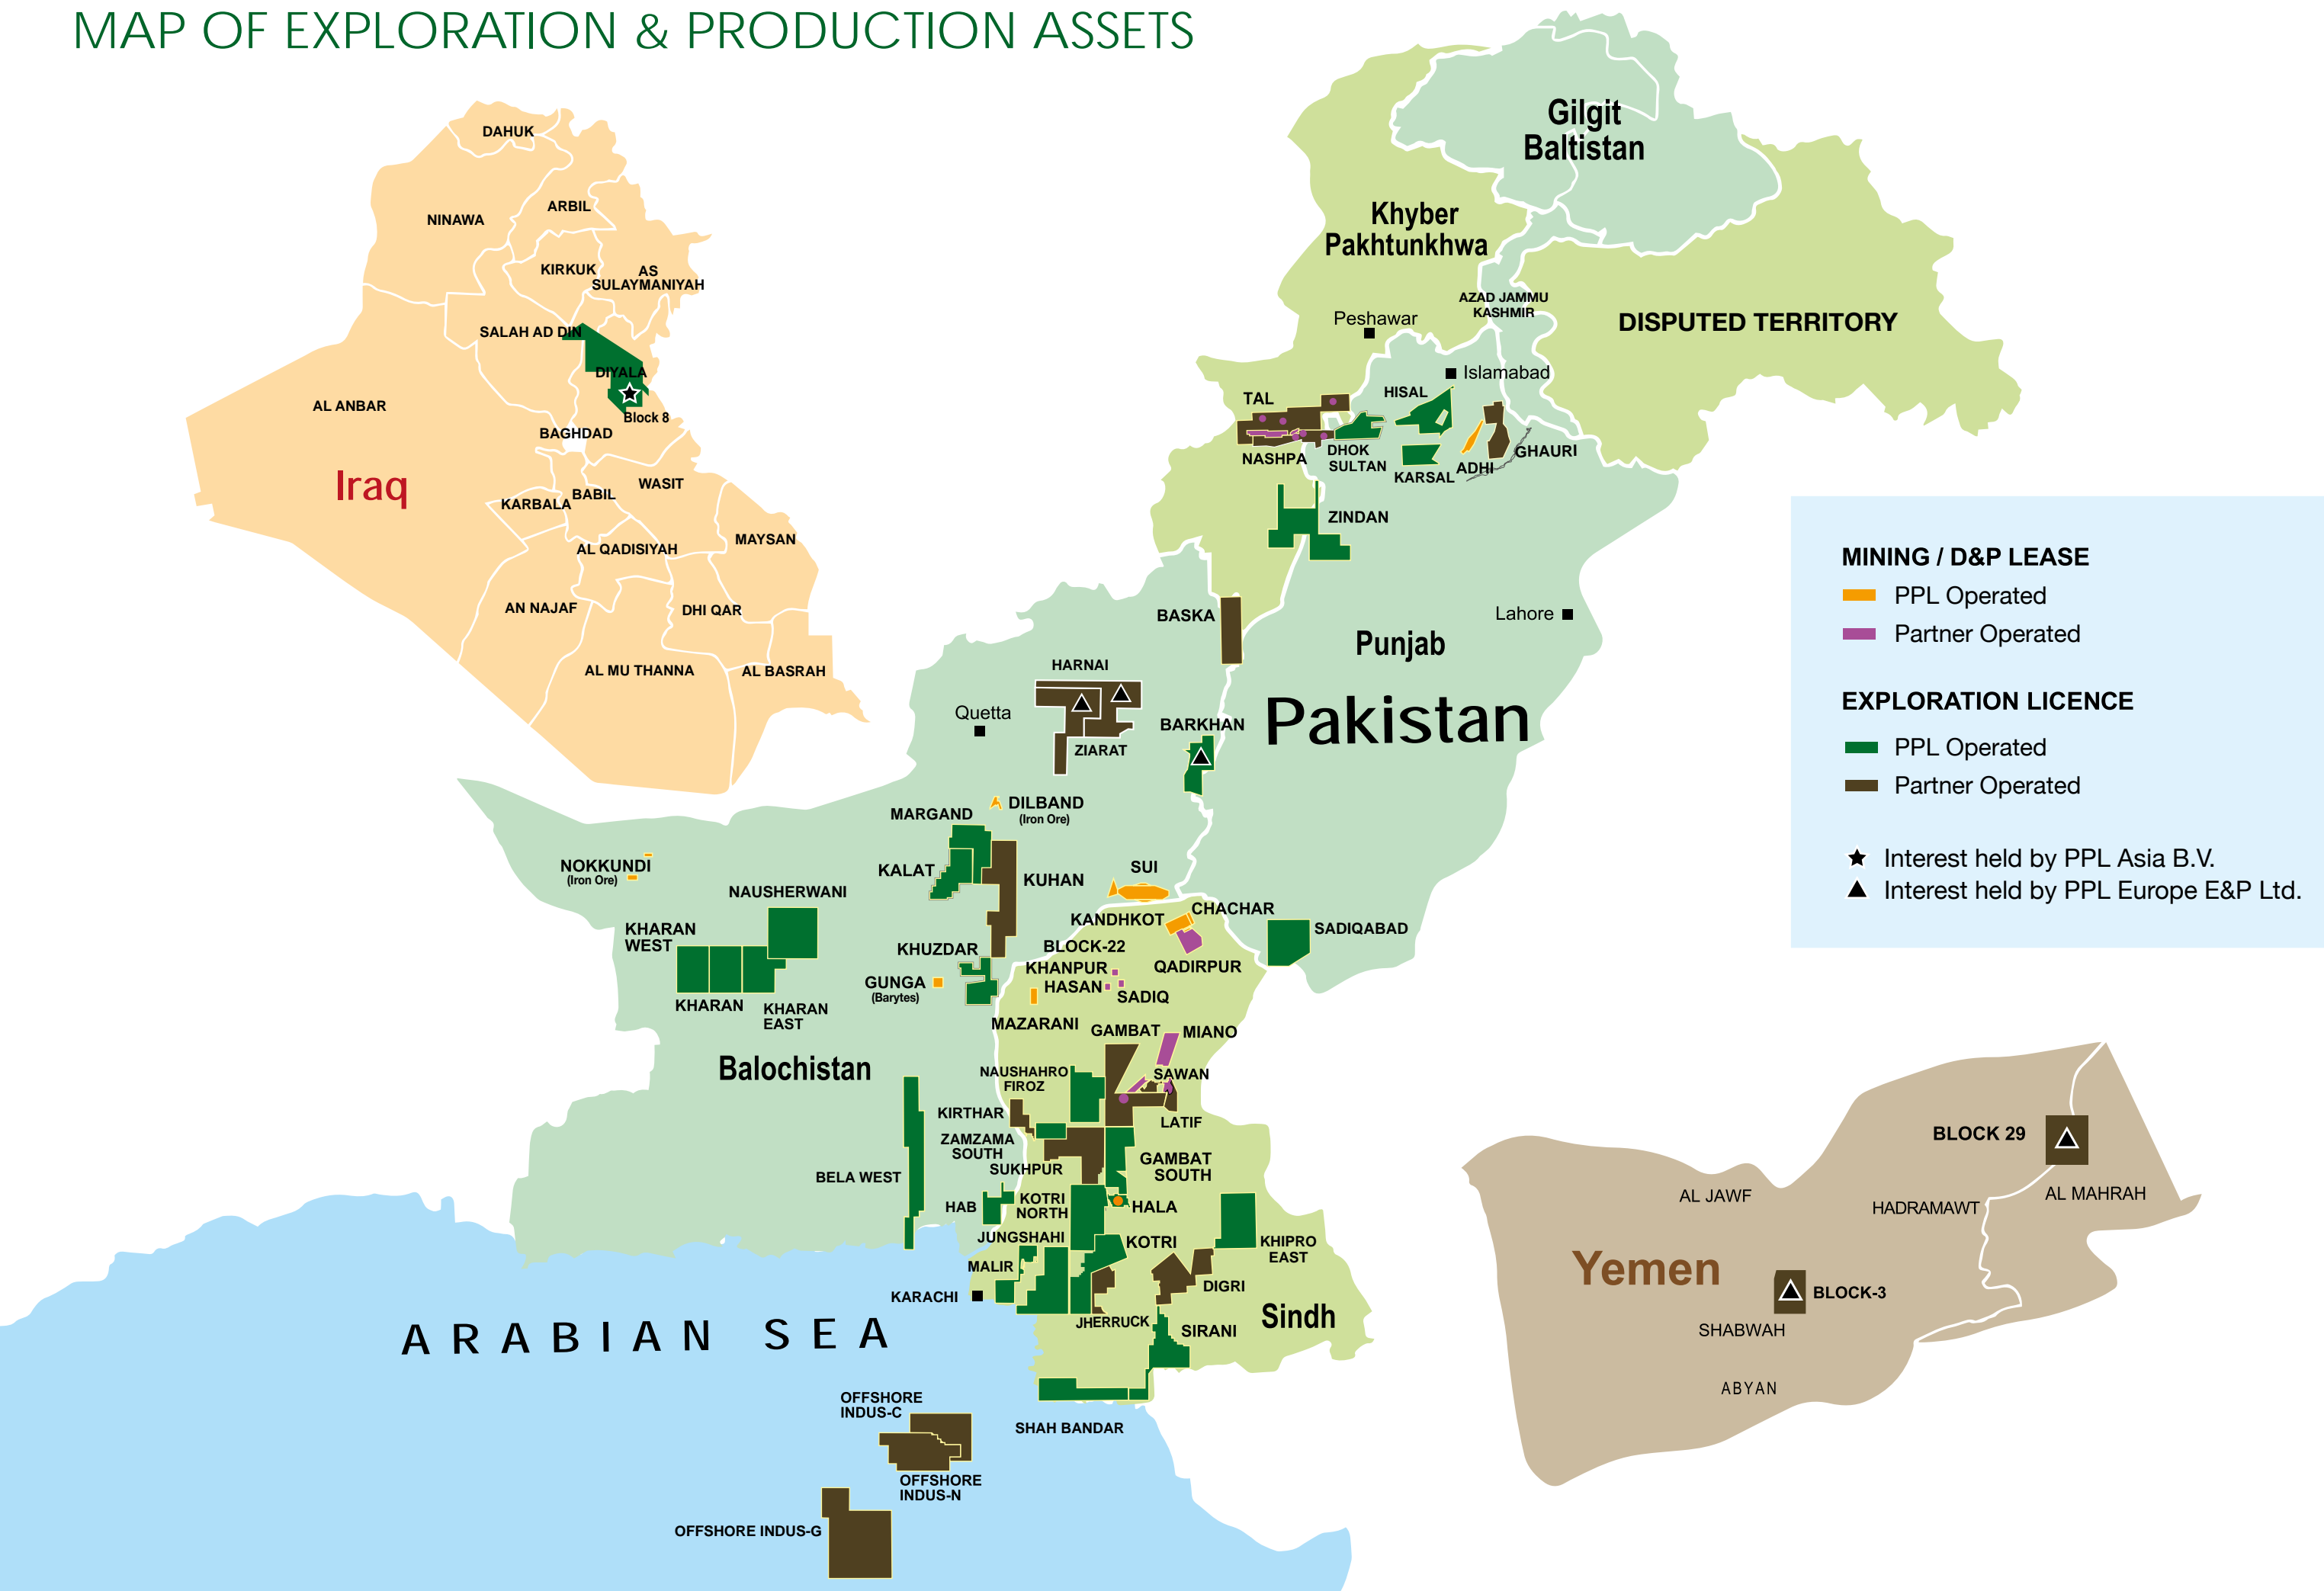 MAP OF EXPLORATION & PRODUCTION ASSETS
DAHUK
NINAWA
ARBIL
KIRKUK
AS
SULAYMANIYAH
SALAH AD DIN
DIYALA
Block 8
AL ANBAR
BAGHDAD
Iraq
WASIT
BABIL
KARBALA
AL QADISIYAH
MAYSAN
AN NAJAF
DHI QAR
AL MU THANNA
AL BASRAH
Gilgit
Baltistan
Khyber
Pakhtunkhwa
AZAD JAMMU
KASHMIR
DISPUTED TERRITORY
Peshawar
Islamabad
TAL
HISAL
NASHPA
DHOK
SULTAN
KARSAL
ADHI
GHAURI
ZINDAN
BASKA
Lahore
Punjab
Pakistan
HARNAI
Quetta
ZIARAT
BARKHAN
DILBAND
(Iron Ore)
MARGAND
KALAT
KUHAN
SUI
NOKKUNDI
(Iron Ore)
NAUSHERWANI
KHARAN
WEST
KHARAN
KHARAN
EAST
KANDHKOT
CHACHAR
SADIQABAD
QADIRPUR
KHUZDAR
BLOCK-22
KHANPUR
HASAN
SADIQ
GUNGA
(Barytes)
MAZARANI
GAMBAT
MIANO
Balochistan
NAUSHAHRO
FIROZ
SAWAN
LATIF
KIRTHAR
ZAMZAMA
SOUTH
SUKHPUR
GAMBAT
SOUTH
BELA WEST
HAB
KOTRI
NORTH
HALA
JUNGSHAHI
KOTRI
KHIPRO
EAST
MALIR
DIGRI
KARACHI
JHERRUCK
SIRANI
Sindh
ARABIAN SEA
SHAH BANDAR
OFFSHORE
INDUS-C
OFFSHORE
INDUS-N
OFFSHORE INDUS-G
MINING / D&P LEASE
PPL Operated
Partner Operated
EXPLORATION LICENCE
PPL Operated
Partner Operated
Interest held by PPL Asia B.V.
Interest held by PPL Europe E&P Ltd.
BLOCK 29
AL JAWF
HADRAMAWT
AL MAHRAH
Yemen
BLOCK-3
SHABWAH
ABYAN